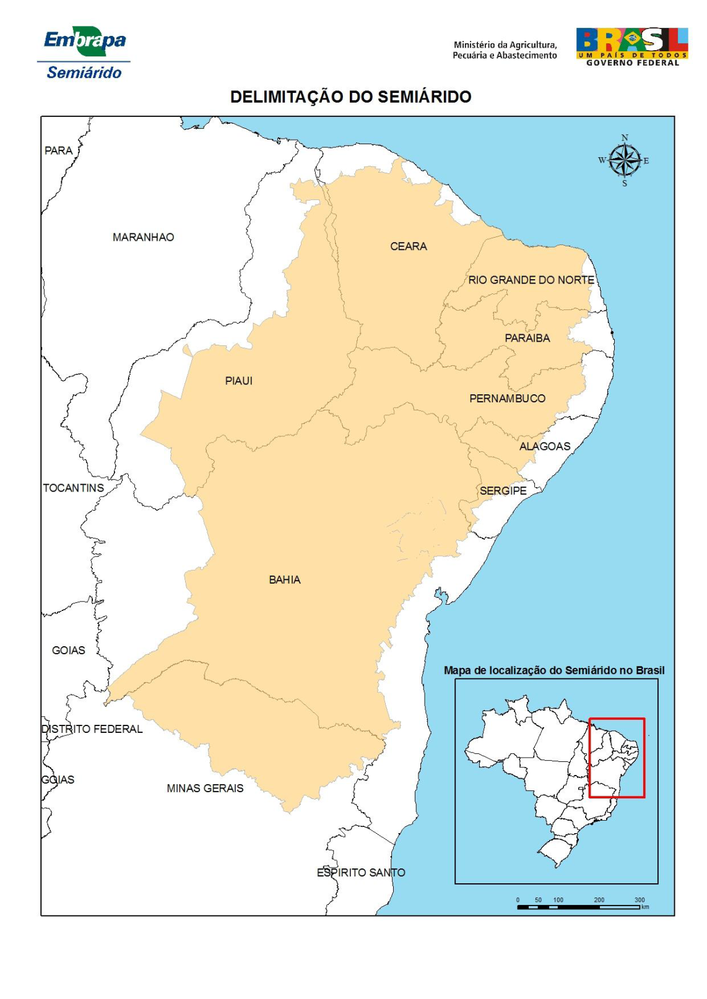 Embrapa
Semiárido
Ministério da Agricultura,
Pecuária e Abastecimento
BRASIL
UM PAÍS DE TODOS
GOVERNO FEDERAL
DELIMITAÇÃO DO SEMIÁRIDO
N
W E
S
PARA
MARANHAO
CEARA
RIO GRANDE DO NORTE
PARAIBA
PIAUI
PERNAMBUCO
ALAGOAS
TOCANTINS
SERGIPE
BAHIA
GOIAS
Mapa de localização do Semiárido no Brasil
DISTRITO FEDERAL
GOIAS
MINAS GERAIS
ESPIRITO SANTO
0 50 100 200 300
km